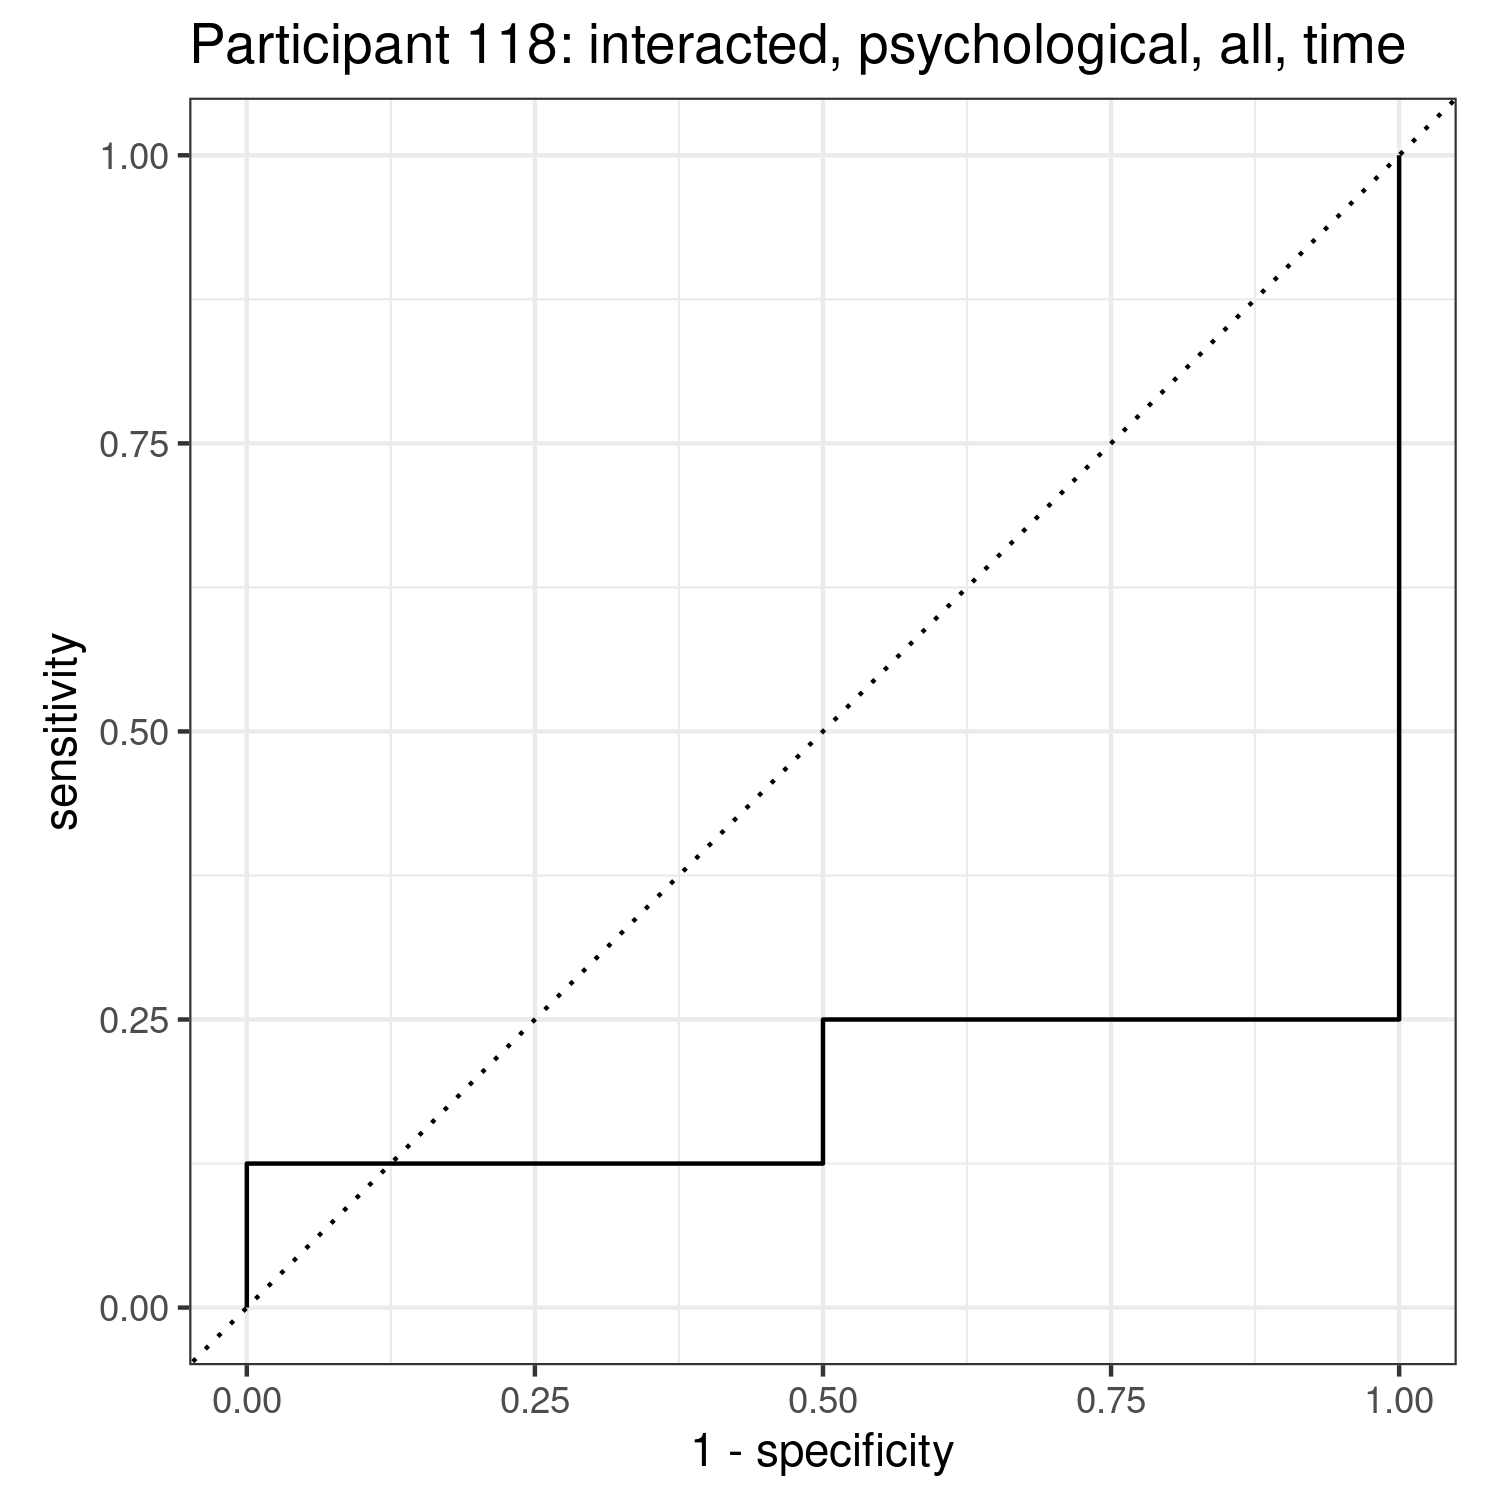 Participant 118: interacted, psychological, all, time
1.00
0.75
0.50
0.25
0.00
sensitivity
0.00 0.25 0.50 0.75 1.00
1 - specificity